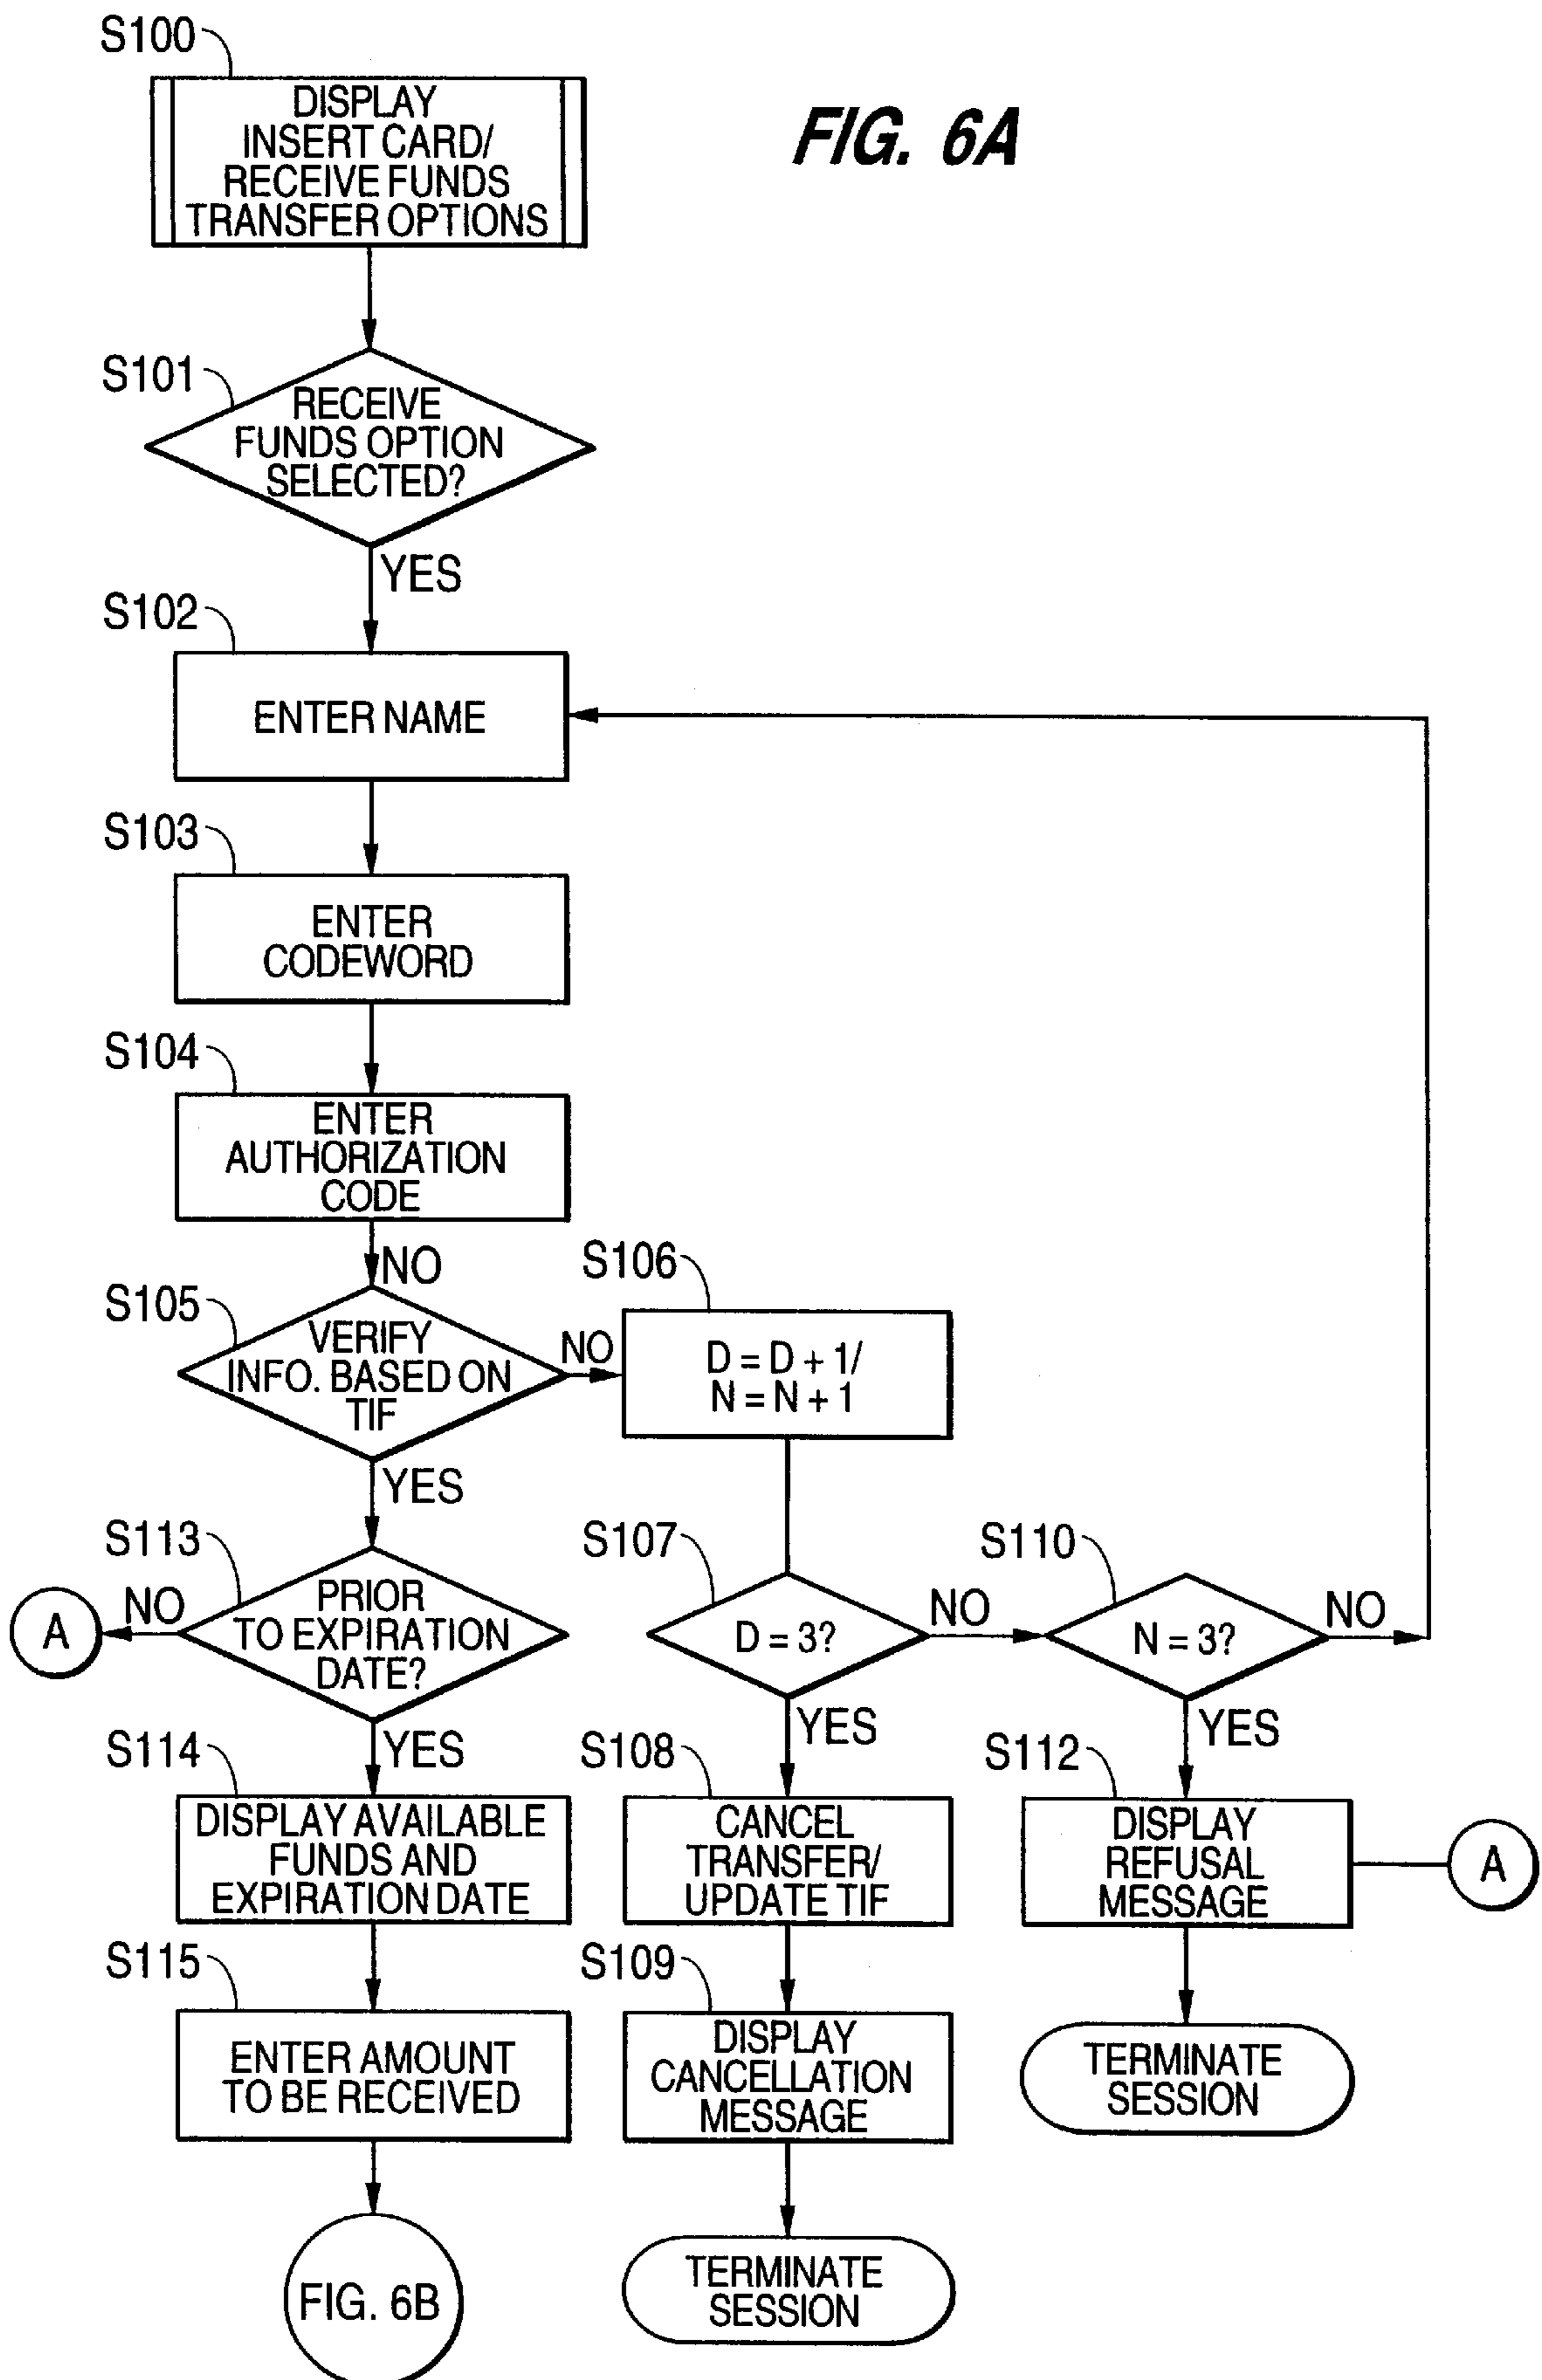 S100
DISPLAY
INSERT CARD/
RECEIVE FUNDS
TRANSFER OPTIONS
FIG. 6A
S101
RECEIVE
FUNDS OPTION
SELECTED?
YES
S102
ENTER NAME
S103
ENTER
CODEWORD
S104
ENTER
AUTHORIZATION
CODE
NO
S105
VERIFY
INFO. BASED ON
TIF
NO
S106
D = D + 1/
N = N + 1
YES
S113
PRIOR
TO EXPIRATION
DATE?
NO
A
S107
D = 3?
NO
S110
N = 3?
NO
YES
S114
DISPLAY AVAILABLE
FUNDS AND
EXPIRATION DATE
YES
S108
CANCEL
TRANSFER/
UPDATE TIF
YES
S112
DISPLAY
REFUSAL
MESSAGE
A
S115
ENTER AMOUNT
TO BE RECEIVED
S109
DISPLAY
CANCELLATION
MESSAGE
TERMINATE
SESSION
FIG. 6B
TERMINATE
SESSION